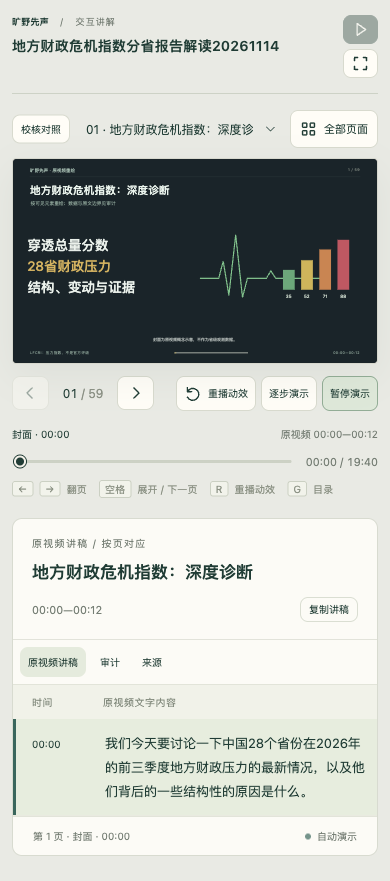 旷野先声 / 交互讲解
地方财政危机指数分省报告解读20261114
校核对照
01 · 地方财政危机指数：深度诊
全部页面
旷野先声 · 原视频重绘
1 / 59
地方财政危机指数：深度诊断
穿透总量分数
28省财政压力
结构、变动与证据
35 52 71 88
00:00—00:12
01 / 59
重播动效
逐步演示
暂停演示
封面 · 00:00
原视频 00:00—00:12
00:00 / 19:40
← → 翻页
空格 展开 / 下一页
R 重播动效
G 目录
原视频讲稿 / 按页对应
地方财政危机指数：深度诊断
00:00—00:12
复制讲稿
原视频讲稿 审计 来源
时间 原视频文字内容
00:00
我们今天要讨论一下中国28个省份在2026年
的前三季度地方财政压力的最新情况，以及他
们背后的一些结构性的原因是什么。
第 1 页 · 封面 · 00:00
自动演示